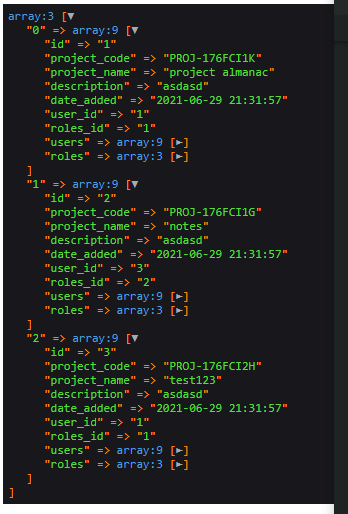 array:3 [▼
"0" => array:9 [▼
"id" => "1"
"project_code" => "PROJ-176FCI1K"
"project_name" => "project almanac"
"description" => "asdasd"
"date_added" => "2021-06-29 21:31:57"
"user_id" => "1"
"roles_id" => "1"
"users" => array:9 [▶]
"roles" => array:3 [▶]
]
"1" => array:9 [▼
"id" => "2"
"project_code" => "PROJ-176FCI1G"
"project_name" => "notes"
"description" => "asdasd"
"date_added" => "2021-06-29 21:31:57"
"user_id" => "3"
"roles_id" => "2"
"users" => array:9 [▶]
"roles" => array:3 [▶]
]
"2" => array:9 [▼
"id" => "3"
"project_code" => "PROJ-176FCI2H"
"project_name" => "test123"
"description" => "asdasd"
"date_added" => "2021-06-29 21:31:57"
"user_id" => "1"
"roles_id" => "1"
"users" => array:9 [▶]
"roles" => array:3 [▶]
]
]